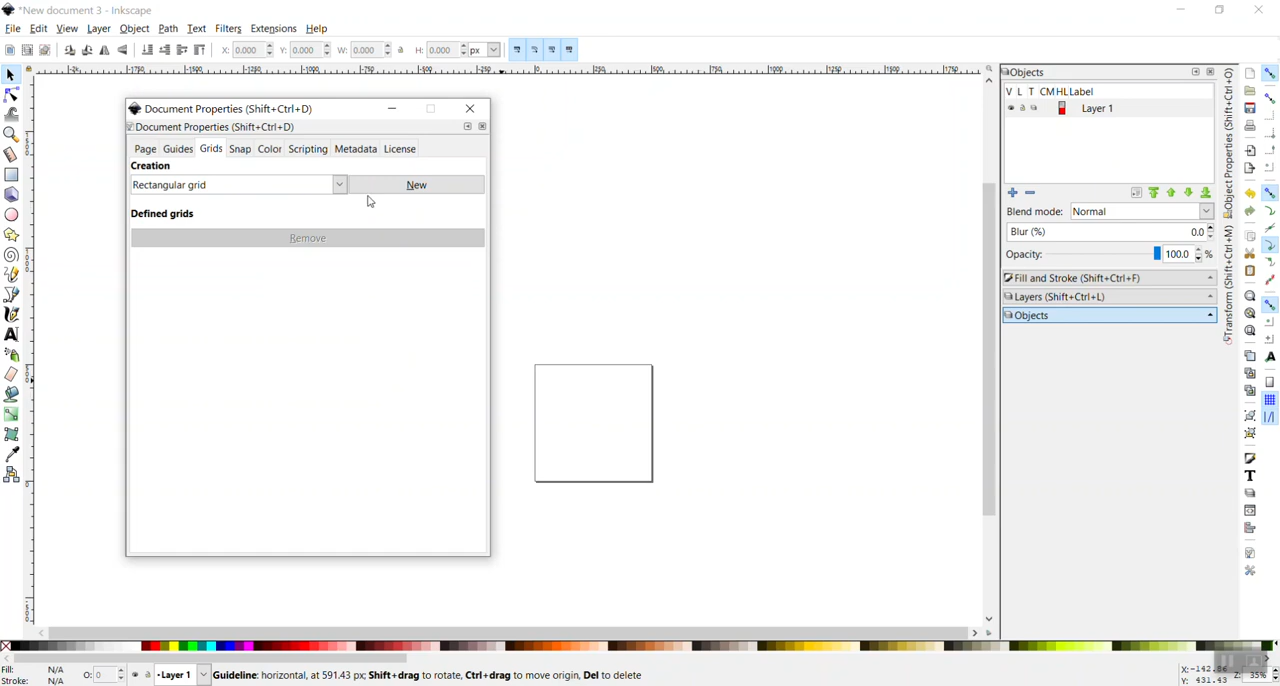 *New document 3 - Inkscape
File Edit View Layer Object Path Text Filters Extensions Help
X: 0.000 Y: 0.000 W: 0.000 H: 0.000 px
Document Properties (Shift+Ctrl+D)
Document Properties (Shift+Ctrl+D)
Page Guides Grids Snap Color Scripting Metadata License
Creation
Rectangular grid New
Defined grids
Remove
Objects
V L T CM HL Label
Layer 1
Blend mode: Normal
Blur (%) 0.0
Opacity: 100.0 %
Fill and Stroke (Shift+Ctrl+F)
Layers (Shift+Ctrl+L)
Objects
Object Properties (Shift+Ctrl+O)
Transform (Shift+Ctrl+M)
Fill: N/A
Stroke: N/A
O: 0
Layer 1
Guideline: horizontal, at 591.43 px; Shift+drag to rotate, Ctrl+drag to move origin, Del to delete
X: -142.86
Y: 431.43
Z: 35%